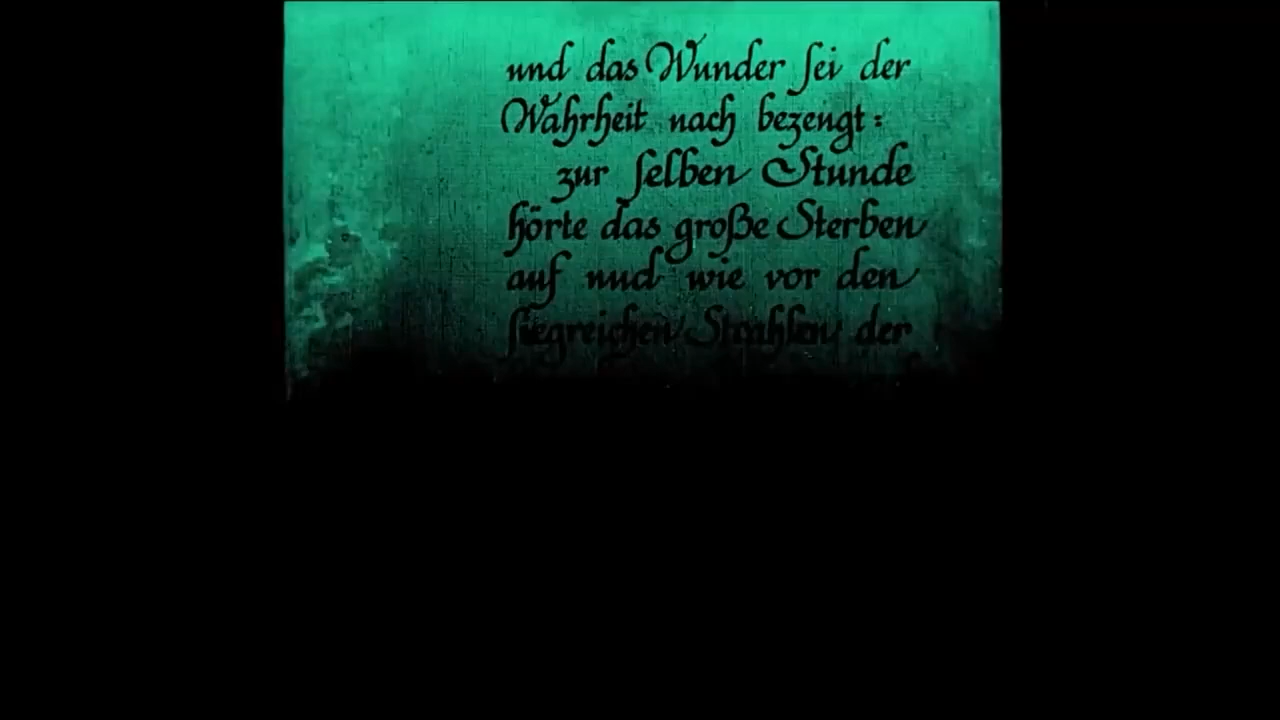 und das Wunder sei der
Wahrheit nach bezeugt:
zur selben Stunde
hörte das große Sterben
auf und wie vor den
siegreichen Strahlen der